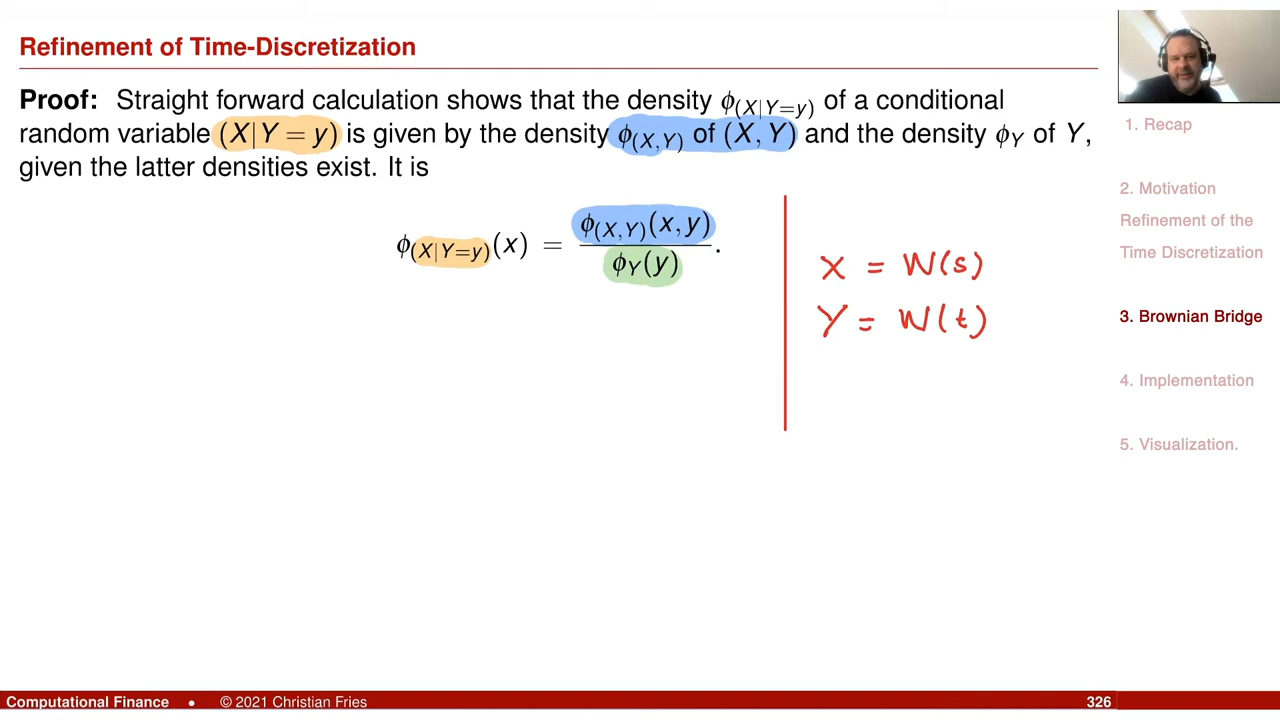 Refinement of Time-Discretization
Proof: Straight forward calculation shows that the density ϕ(X|Y=y) of a conditional
random variable (X|Y = y) is given by the density ϕ(X,Y) of (X, Y) and the density ϕY of Y,
given the latter densities exist. It is
ϕ(X|Y=y)(x) = ϕ(X,Y)(x, y) / ϕY(y) .
X = W(s)
Y = W(t)
1. Recap
2. Motivation
Refinement of the
Time Discretization
3. Brownian Bridge
4. Implementation
5. Visualization.
Computational Finance • © 2021 Christian Fries 326